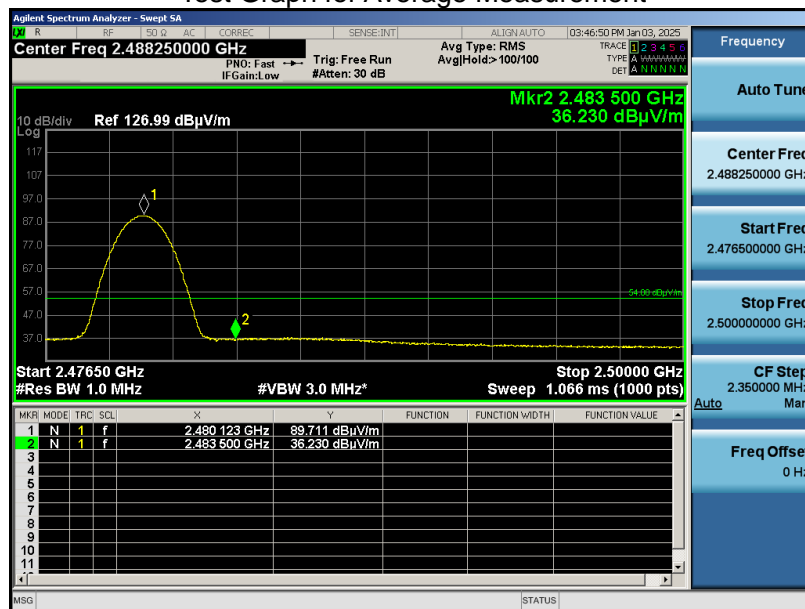 Test Graph for Average Measurement
Agilent Spectrum Analyzer - Swept SA
LXI R RF 50 Ω AC CORREC SENSE:INT ALIGN AUTO 03:46:50 PM Jan 03, 2025
Center Freq 2.488250000 GHz
PNO: Fast
IFGain:Low
Trig: Free Run
#Atten: 30 dB
Avg Type: RMS
Avg|Hold:>100/100
TRACE 1 2 3 4 5 6
TYPE A
DET A N N N N N
Mkr2 2.483 500 GHz
36.230 dBµV/m
10 dB/div Ref 126.99 dBµV/m
Log
117
107
97.0
87.0
77.0
67.0
57.0
47.0
37.0
1
2
54.00 dBµV/m
Start 2.47650 GHz Stop 2.50000 GHz
#Res BW 1.0 MHz #VBW 3.0 MHz* Sweep 1.066 ms (1000 pts)
MKR MODE TRC SCL X Y FUNCTION FUNCTION WIDTH FUNCTION VALUE
1 N 1 f 2.480 123 GHz 89.711 dBµV/m
2 N 1 f 2.483 500 GHz 36.230 dBµV/m
3
4
5
6
7
8
9
10
11
MSG STATUS
Frequency
Auto Tune
Center Freq
2.488250000 GHz
Start Freq
2.476500000 GHz
Stop Freq
2.500000000 GHz
CF Step
2.350000 MHz
Auto Man
Freq Offset
0 Hz